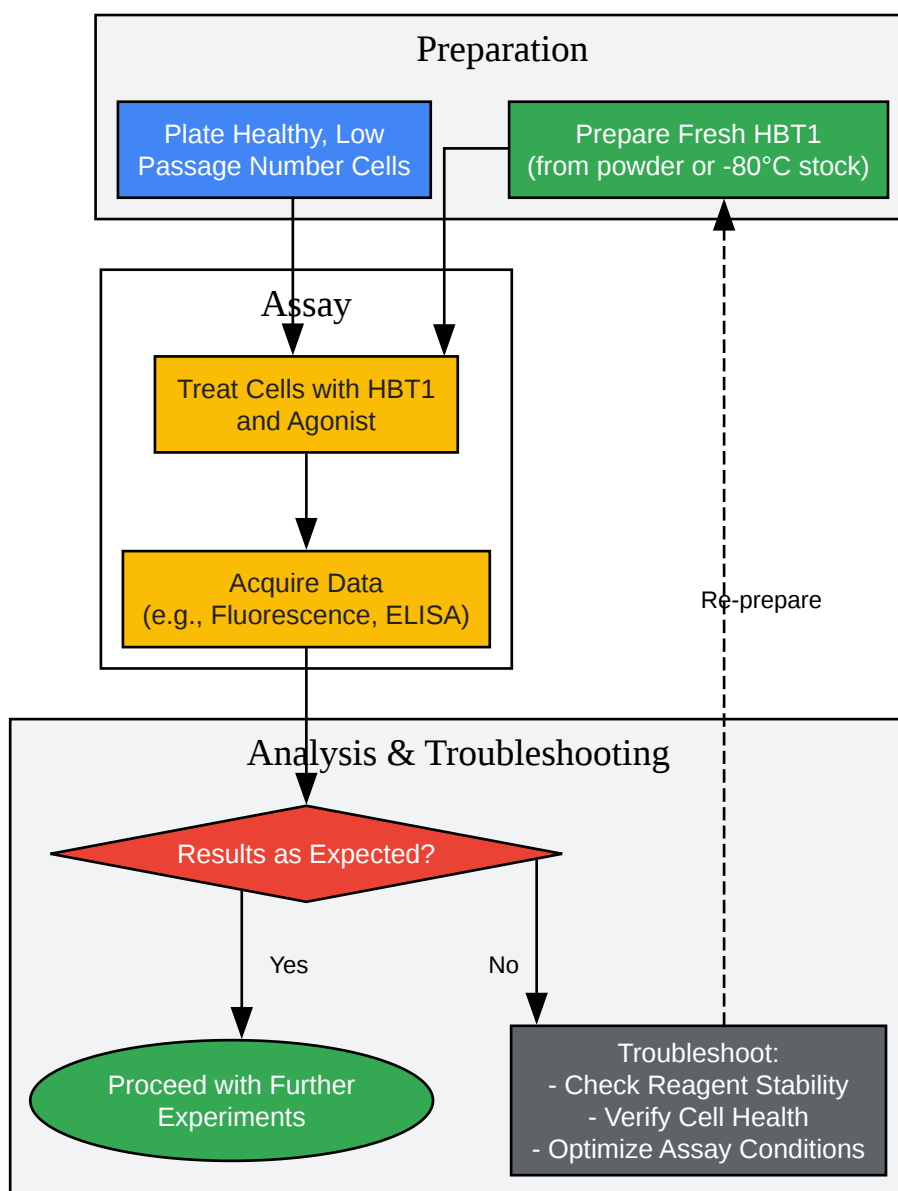 Preparation
Plate Healthy, Low
Passage Number Cells
Prepare Fresh HBT1
(from powder or -80°C stock)
Assay
Treat Cells with HBT1
and Agonist
Acquire Data
(e.g., Fluorescence, ELISA)
Re-prepare
Analysis & Troubleshooting
Results as Expected?
Yes
No
Proceed with Further
Experiments
Troubleshoot:
- Check Reagent Stability
- Verify Cell Health
- Optimize Assay Conditions